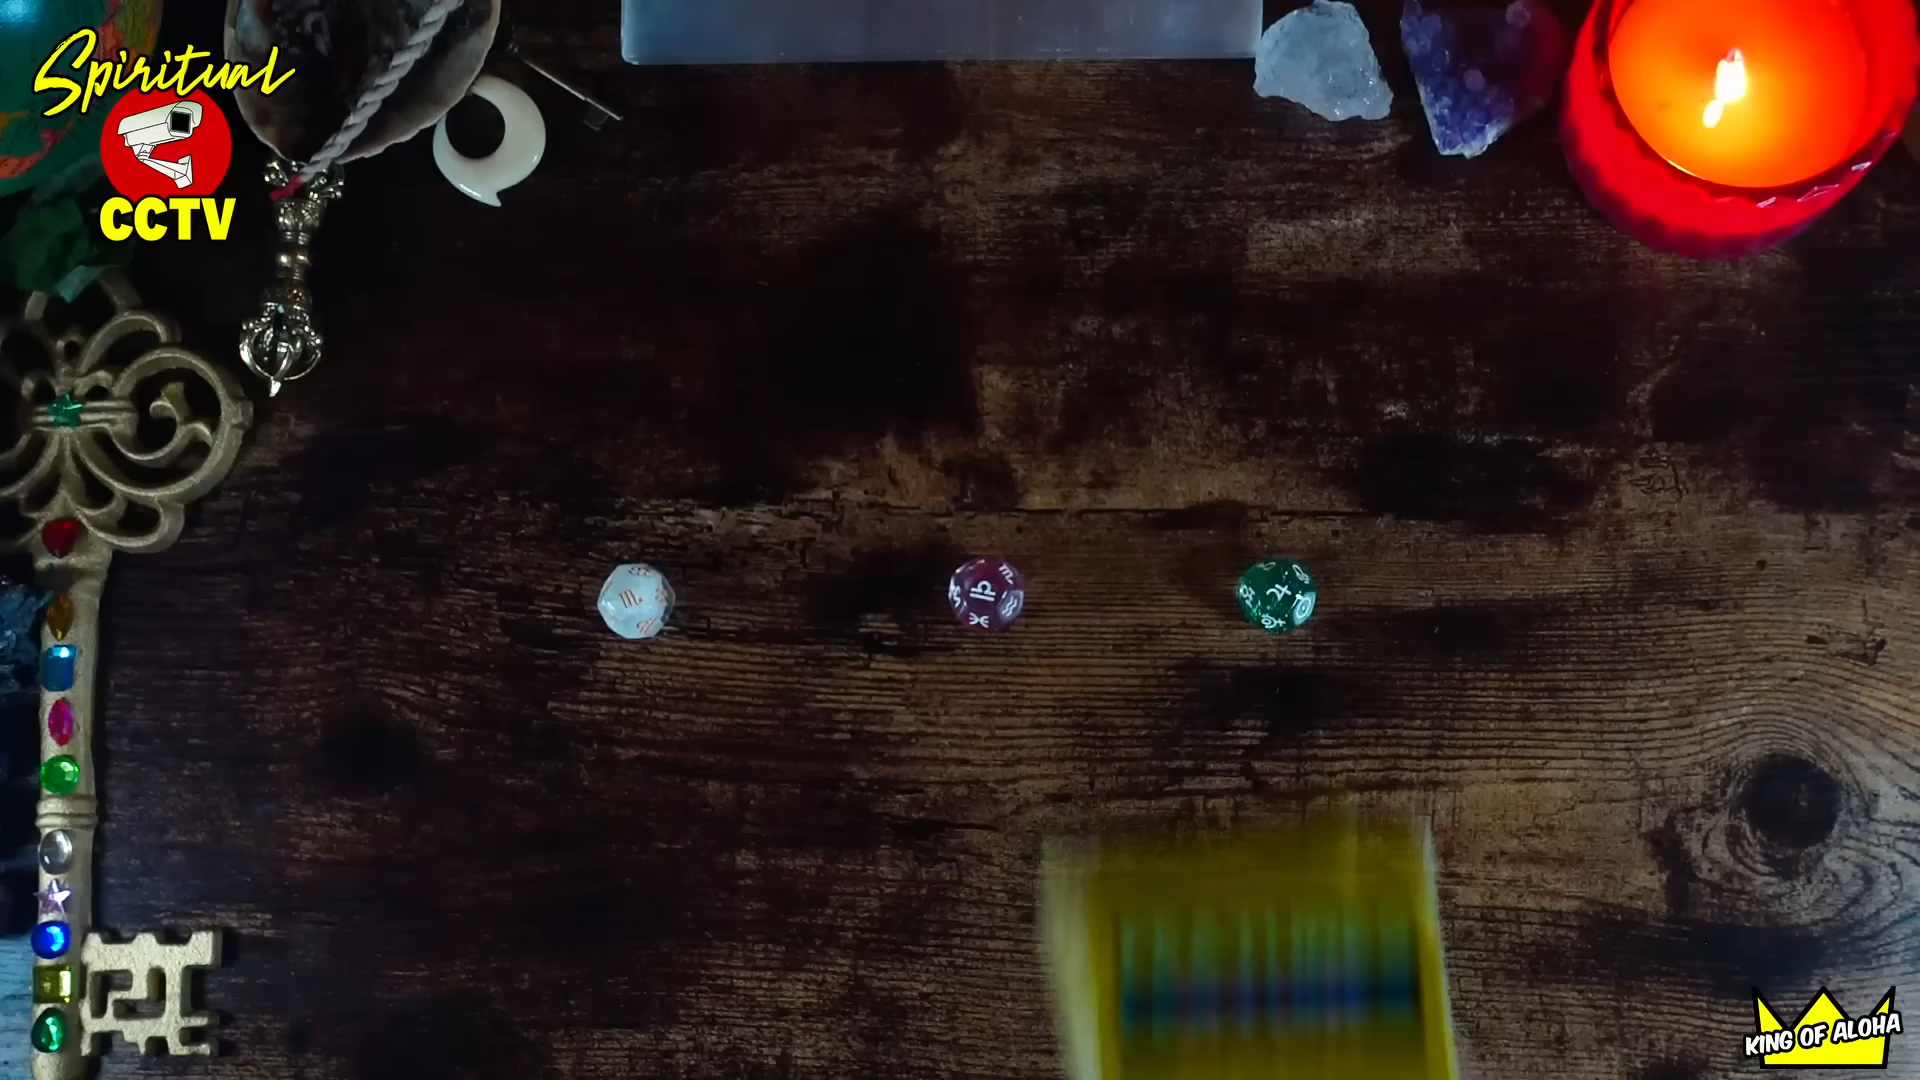 Spiritual
CCTV
♏
♎ ♏ ♒ ♓
♃
KING OF ALOHA